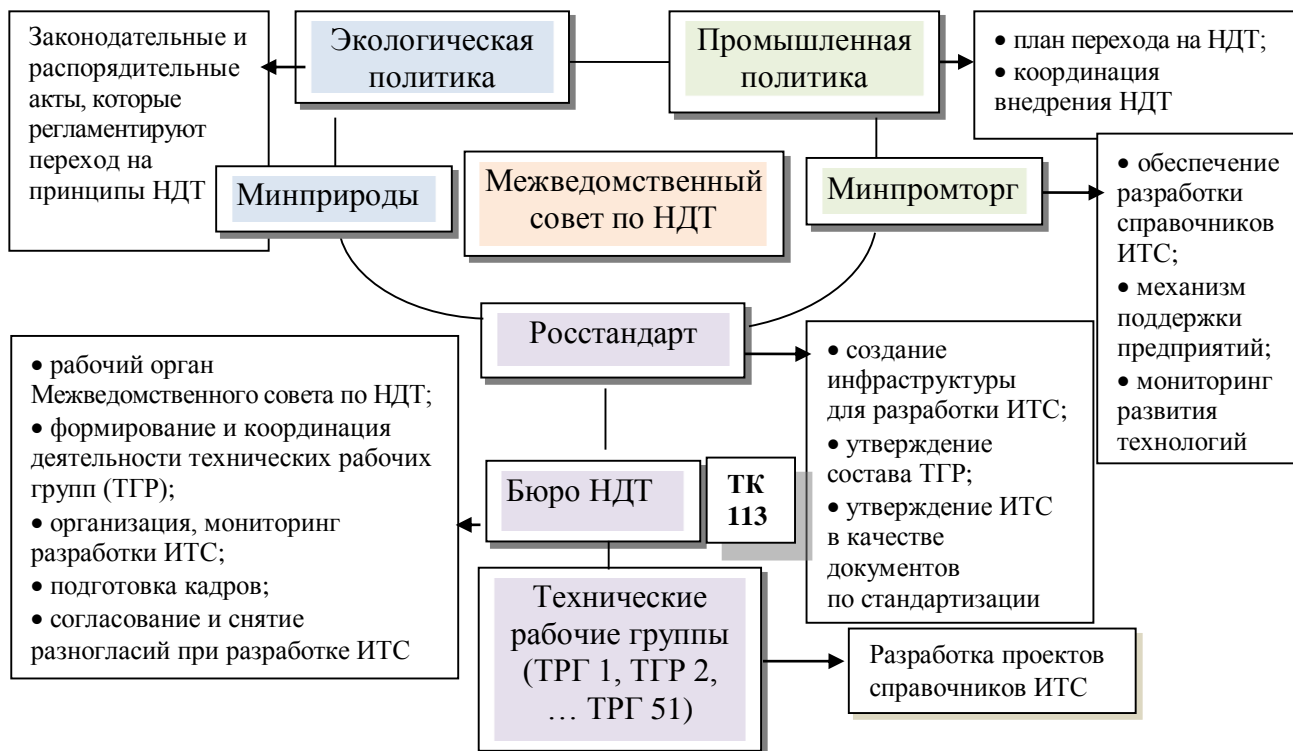 Законодательные и
распорядительные
акты, которые
регламентируют
переход на
принципы НДТ
Экологическая
политика
Промышленная
политика
• план перехода на НДТ;
• координация
внедрения НДТ
Минприроды
Межведомственный
совет по НДТ
Минпромторг
• обеспечение
разработки
справочников
ИТС;
• механизм
поддержки
предприятий;
• мониторинг
развития
технологий
Росстандарт
• рабочий орган
Межведомственного совета по НДТ;
• формирование и координация
деятельности технических рабочих
групп (ТГР);
• организация, мониторинг
разработки ИТС;
• подготовка кадров;
• согласование и снятие
разногласий при разработке ИТС
• создание
инфраструктуры
для разработки ИТС;
• утверждение
состава ТГР;
• утверждение ИТС
в качестве
документов
по стандартизации
Бюро НДТ
ТК
113
Технические
рабочие группы
(ТРГ 1, ТГР 2,
… ТРГ 51)
Разработка проектов
справочников ИТС